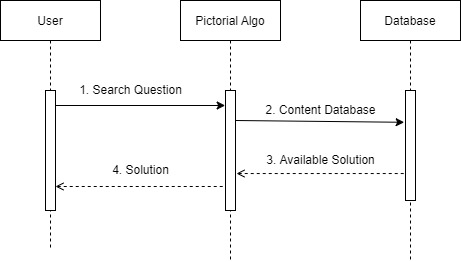 User
Pictorial Algo
Database
1. Search Question
2. Content Database
3. Available Solution
4. Solution